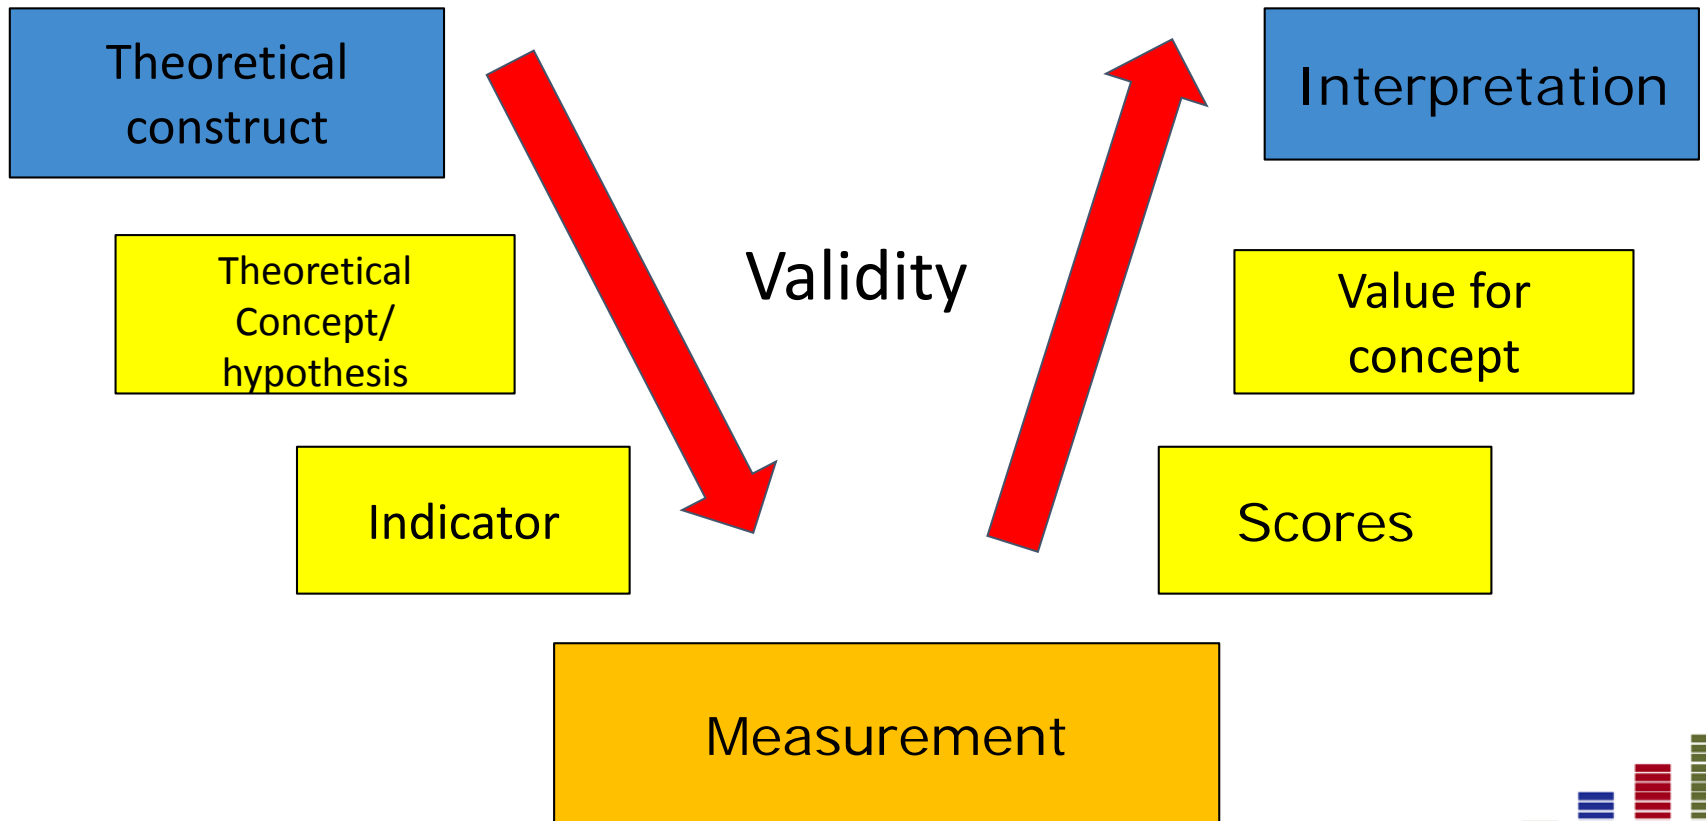 Theoretical
construct
Theoretical
Concept/
hypothesis
Indicator
Validity
Measurement
Scores
Value for
concept
Interpretation